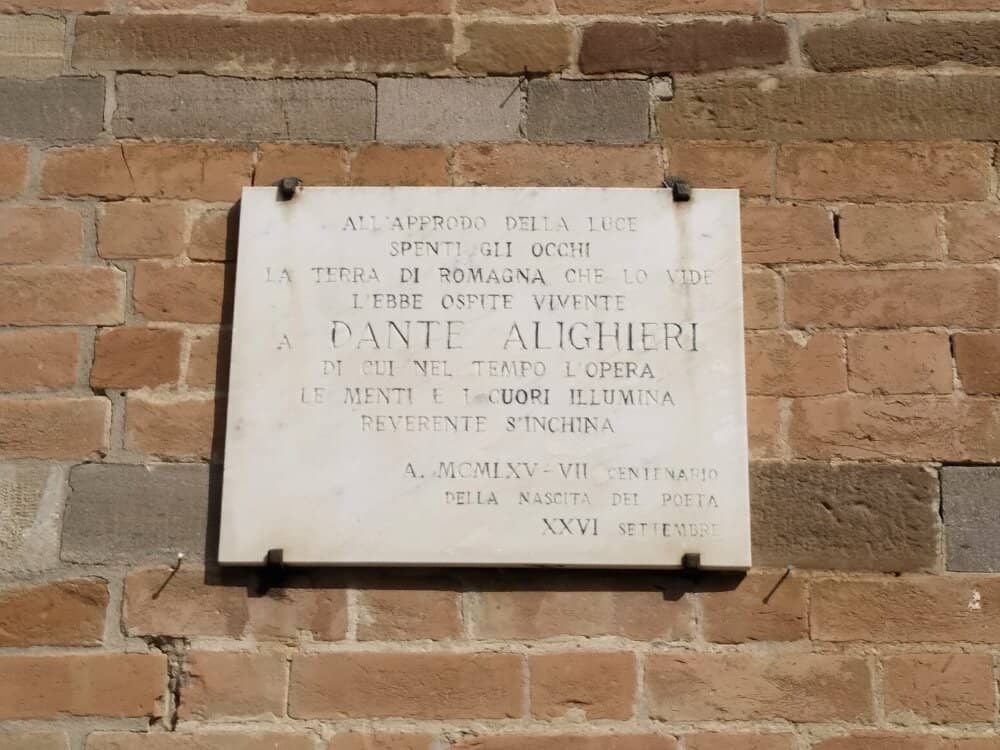 ALL'APPRODO DELLA LUCE
SPENTI GLI OCCHI
LA TERRA DI ROMAGNA CHE LO VIDE
L'EBBE OSPITE VIVENTE
A DANTE ALIGHIERI
DI CUI NEL TEMPO L'OPERA
LE MENTI E I CUORI ILLUMINA
REVERENTE S'INCHINA
A. MCMLXV-VII CENTENARIO
DELLA NASCITA DEL POETA
XXVI SETTEMBRE